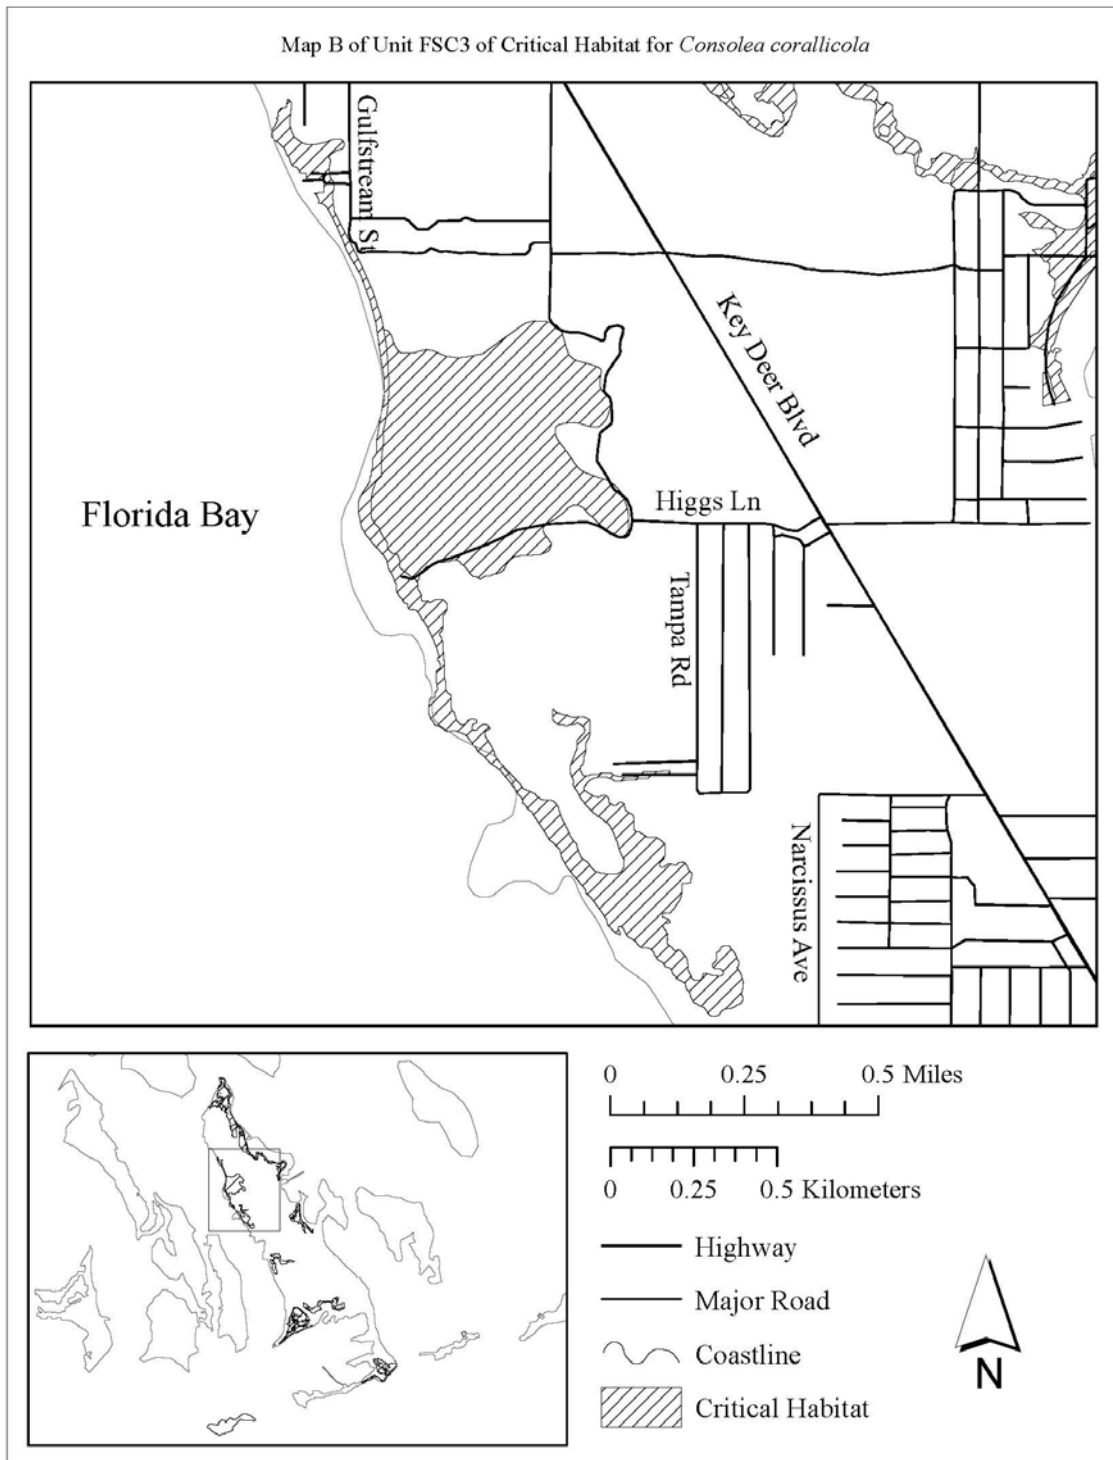 Map B of Unit FSC3 of Critical Habitat for Consolea corallicola
Gulfstream St
Key Deer Blvd
Florida Bay
Higgs Ln
Tampa Rd
Narcissus Ave
0 0.25 0.5 Miles
0 0.25 0.5 Kilometers
Highway
Major Road
Coastline
Critical Habitat
N